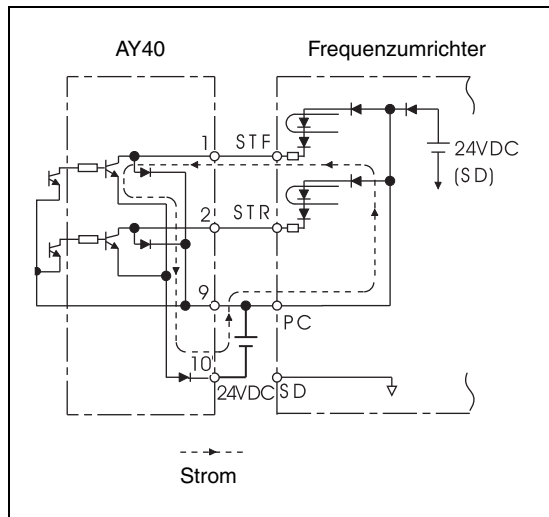 AY40
Frequenzumrichter
1 STF
24VDC
(SD)
2 STR
9
PC
10
24VDC SD
Strom